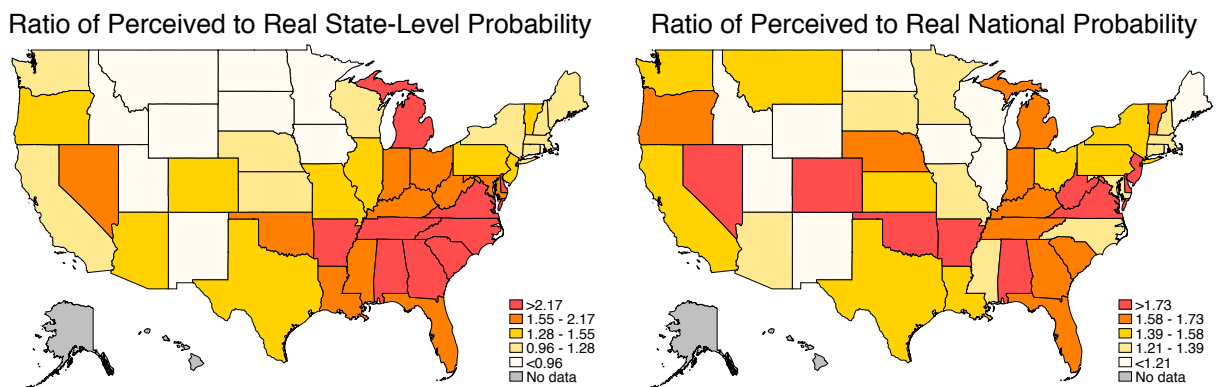 Ratio of Perceived to Real State-Level Probability
>2.17
1.55 - 2.17
1.28 - 1.55
0.96 - 1.28
<0.96
No data
Ratio of Perceived to Real National Probability
>1.73
1.58 - 1.73
1.39 - 1.58
1.21 - 1.39
<1.21
No data